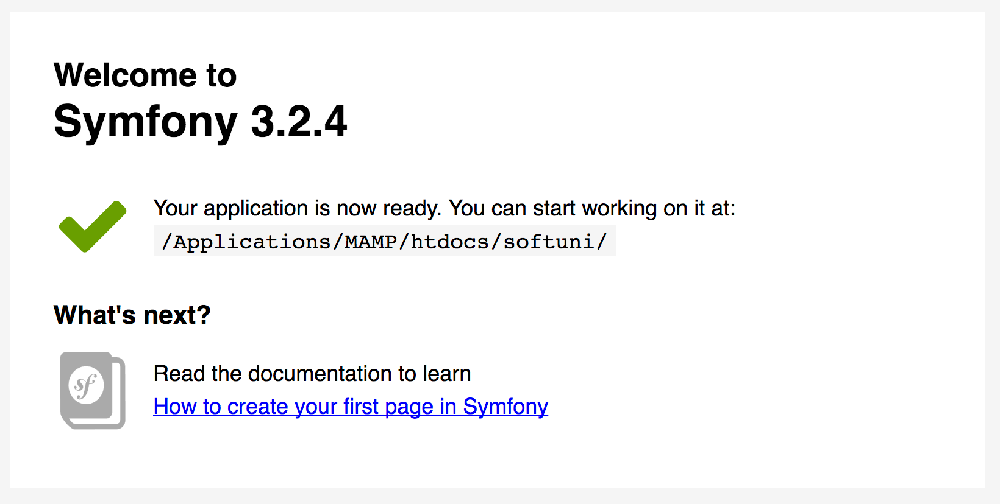 Welcome to
Symfony 3.2.4
Your application is now ready. You can start working on it at:
/Applications/MAMP/htdocs/softuni/
What's next?
sf
Read the documentation to learn
How to create your first page in Symfony